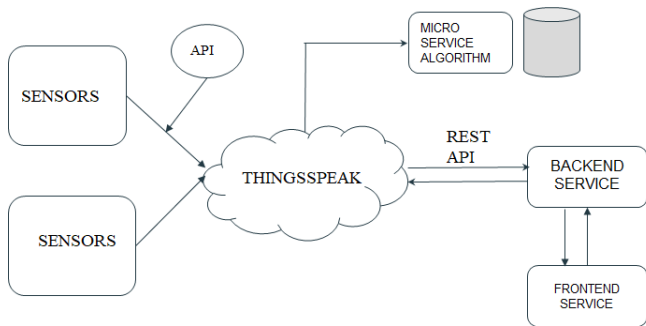 MICRO
SERVICE
ALGORITHM
API
SENSORS
REST
API
THINGSSPEAK
BACKEND
SERVICE
SENSORS
FRONTEND
SERVICE